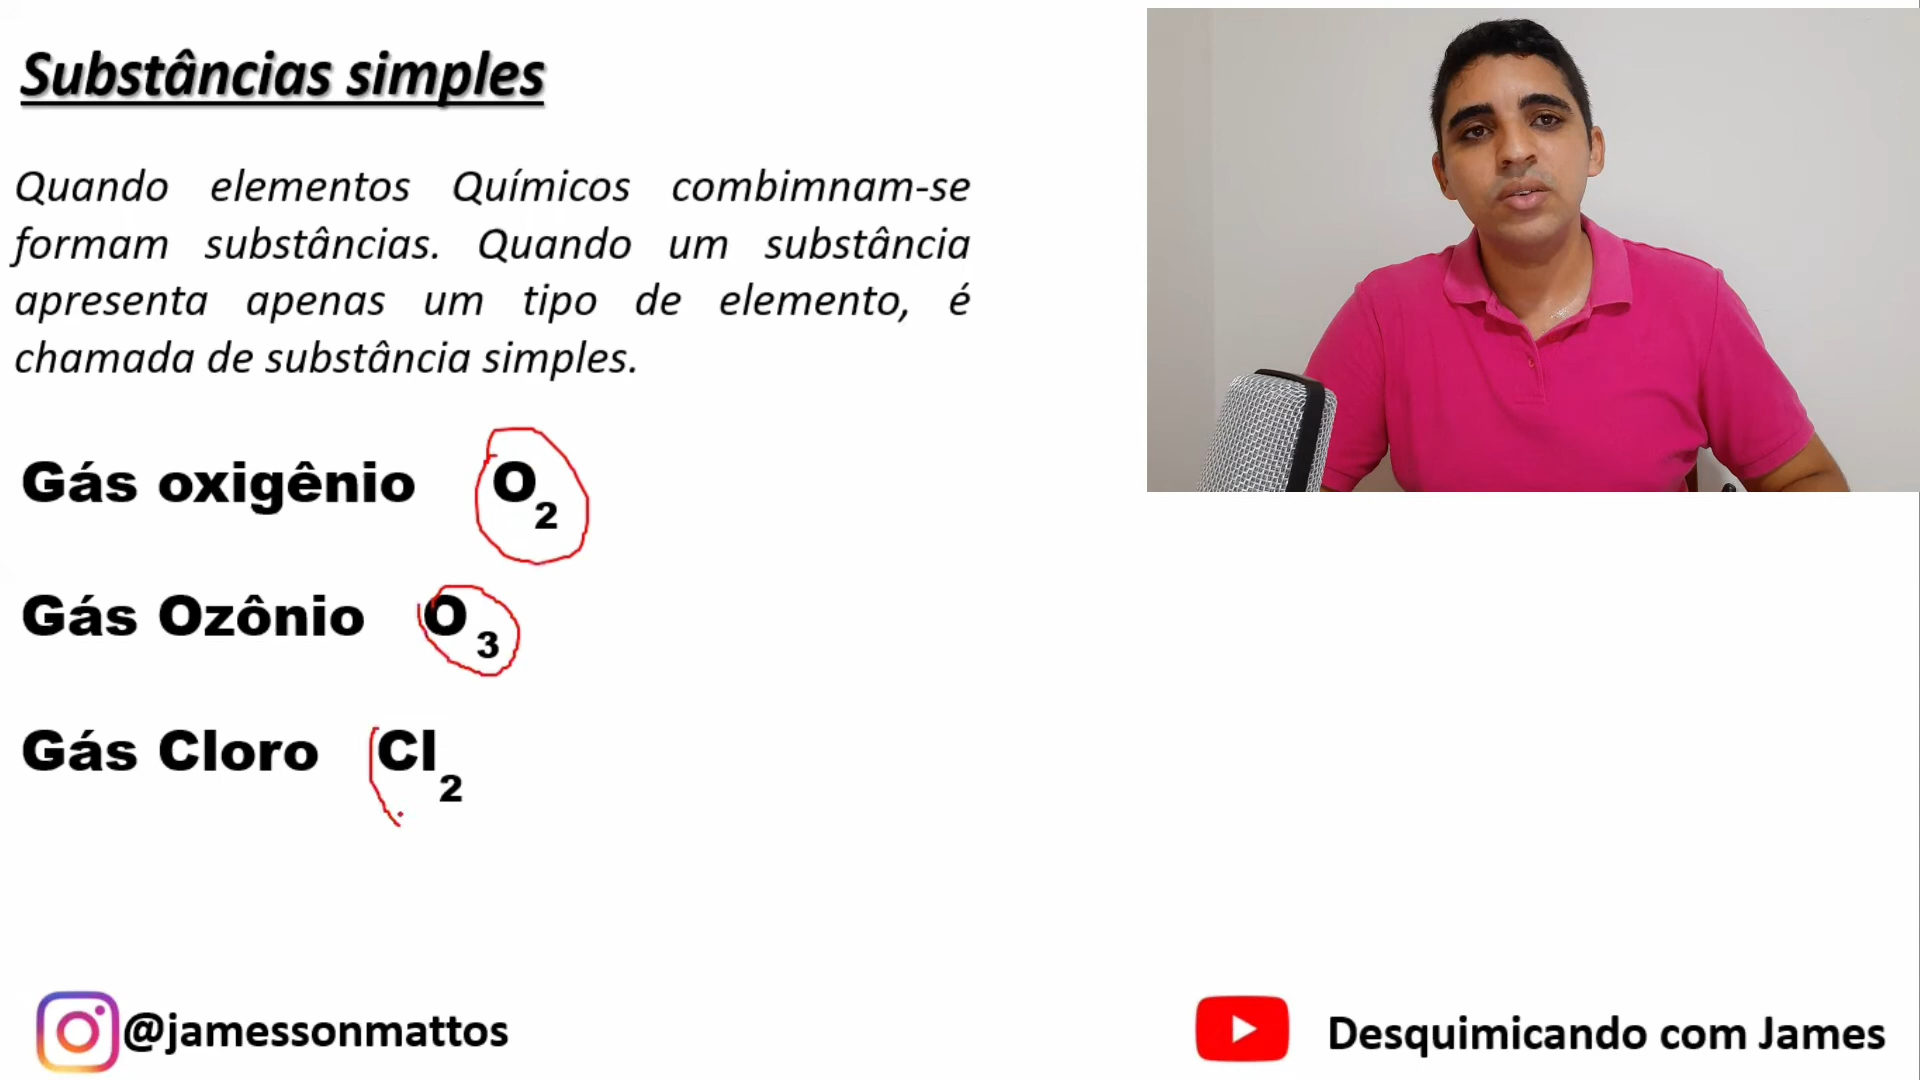 Substâncias simples
Quando elementos Químicos combimnam-se
formam substâncias. Quando um substância
apresenta apenas um tipo de elemento, é
chamada de substância simples.
Gás oxigênio O2
Gás Ozônio O3
Gás Cloro Cl2
@jamessonmattos
Desquimicando com James